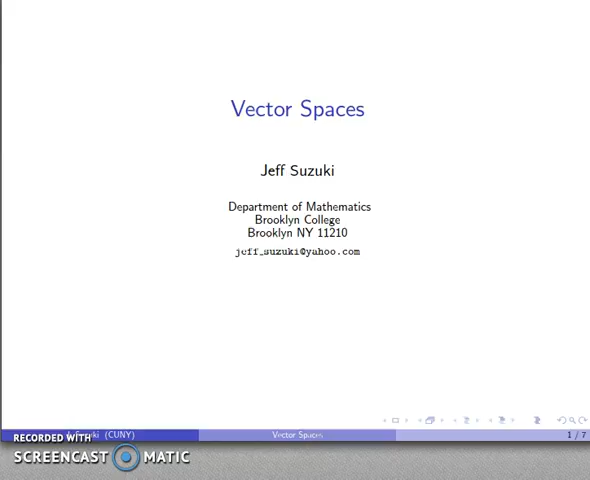 Vector Spaces
Jeff Suzuki
Department of Mathematics
Brooklyn College
Brooklyn NY 11210
jeff_suzuki@yahoo.com
(CUNY)
Vector Spaces
1 / 7
RECORDED WITH
SCREENCAST MATIC